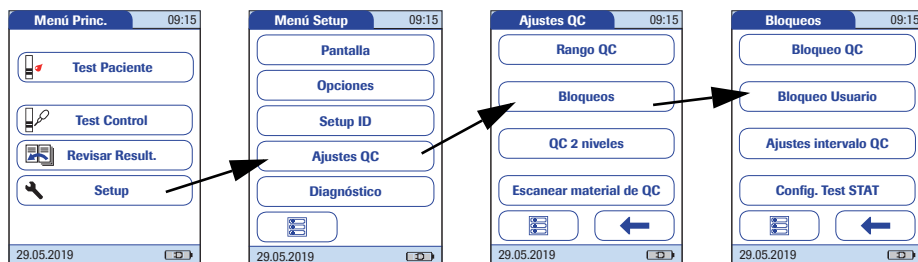 Menú Princ. 09:15
Test Paciente
Test Control
Revisar Result.
Setup
29.05.2019
Menú Setup 09:15
Pantalla
Opciones
Setup ID
Ajustes QC
Diagnóstico
29.05.2019
Ajustes QC 09:15
Rango QC
Bloqueos
QC 2 niveles
Escanear material de QC
29.05.2019
Bloqueos 09:15
Bloqueo QC
Bloqueo Usuario
Ajustes intervalo QC
Config. Test STAT
29.05.2019